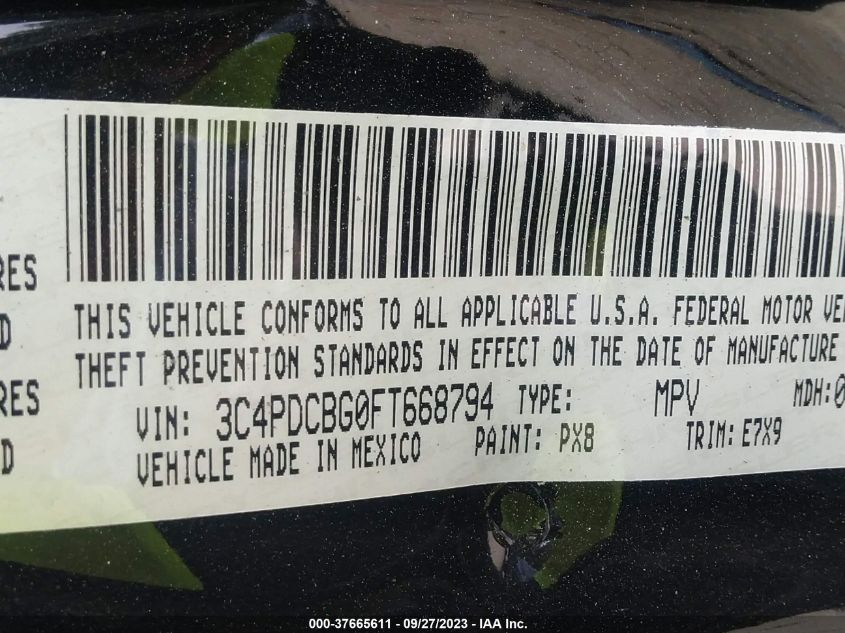 RES
D
RES
D
THIS VEHICLE CONFORMS TO ALL APPLICABLE U.S.A. FEDERAL MOTOR
THEFT PREVENTION STANDARDS IN EFFECT ON THE DATE OF MANUFACTURE
VIN: 3C4PDCBG0FT668794 TYPE: MPV MDH:0
VEHICLE MADE IN MEXICO PAINT: PX8 TRIM: E7X9
000-37665611 - 09/27/2023 - IAA Inc.